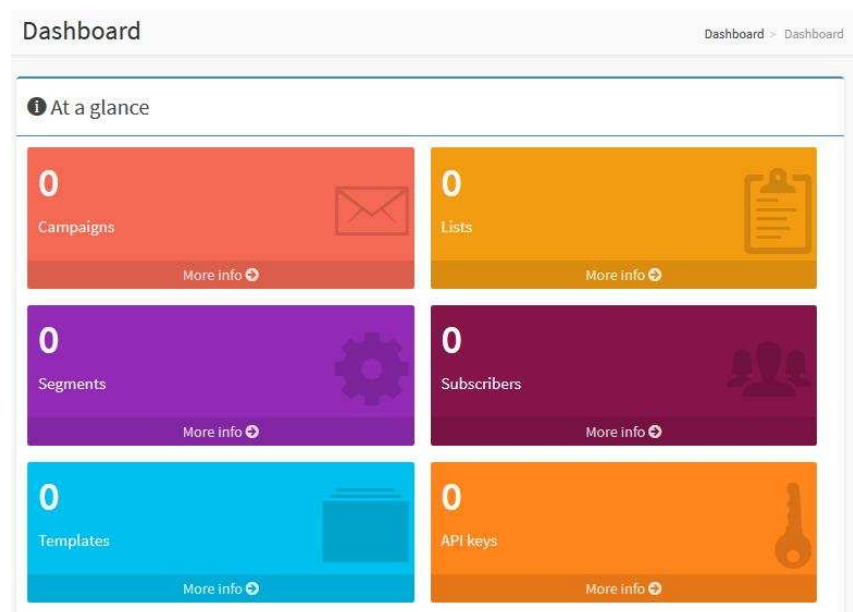 Dashboard
Dashboard > Dashboard
At a glance
0
Campaigns
More info
0
Lists
More info
0
Segments
More info
0
Subscribers
More info
0
Templates
More info
0
API keys
More info